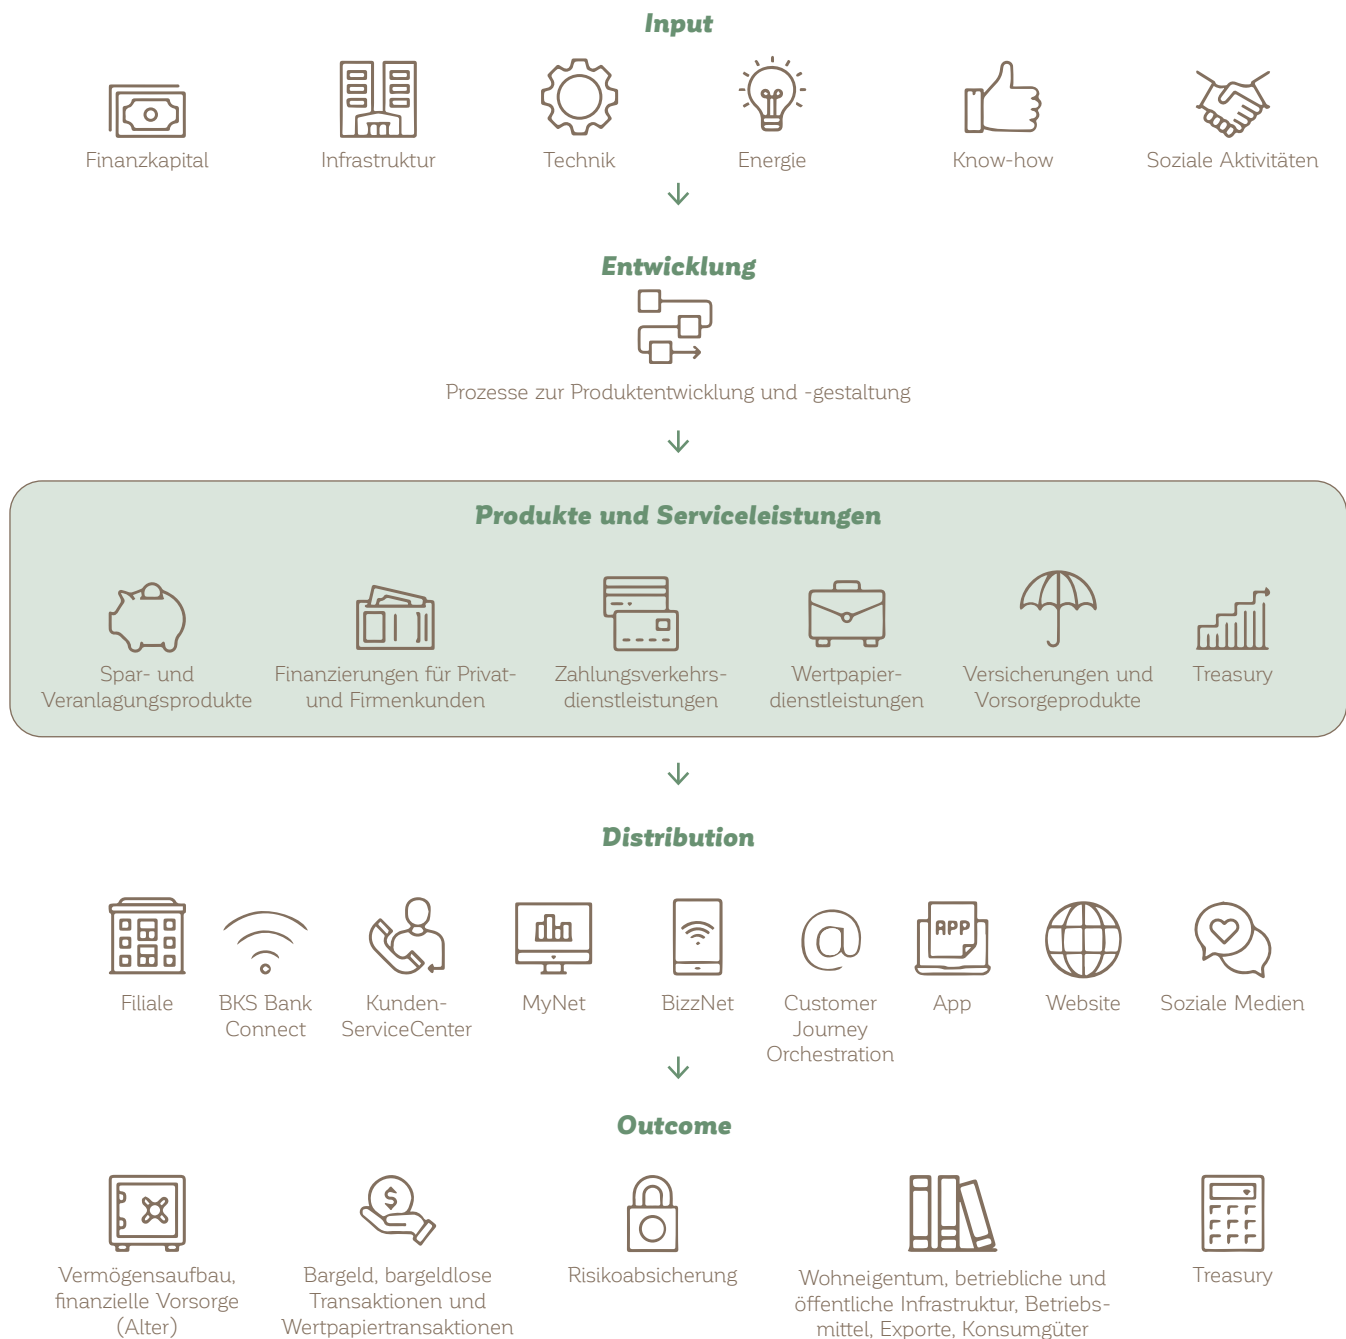 Input
Finanzkapital
Infrastruktur
Technik
Energie
Know-how
Soziale Aktivitäten
Entwicklung
Prozesse zur Produktentwicklung und -gestaltung
Produkte und Serviceleistungen
Spar- und
Veranlagungsprodukte
Finanzierungen für Privat-
und Firmenkunden
Zahlungsverkehrs-
dienstleistungen
Wertpapier-
dienstleistungen
Versicherungen und
Vorsorgeprodukte
Treasury
Distribution
@
APP
Filiale
BKS Bank
Connect
Kunden-
ServiceCenter
MyNet
BizzNet
Customer
Journey
Orchestration
App
Website
Soziale Medien
Outcome
$
Vermögensaufbau,
finanzielle Vorsorge
(Alter)
Bargeld, bargeldlose
Transaktionen und
Wertpapiertransaktionen
Risikoabsicherung
Wohneigentum, betriebliche und
öffentliche Infrastruktur, Betriebs-
mittel, Exporte, Konsumgüter
Treasury